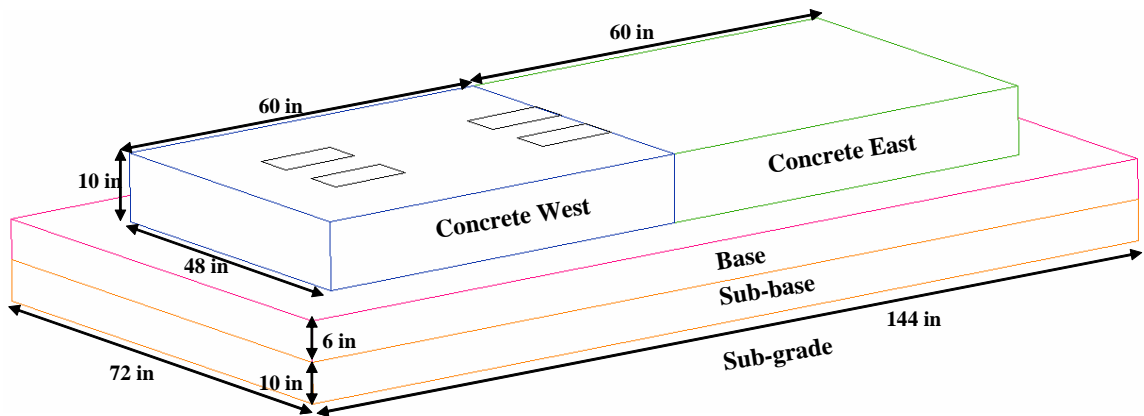 60 in
60 in
10 in
Concrete East
Concrete West
48 in
Base
Sub-base
6 in
144 in
Sub-grade
72 in
10 in